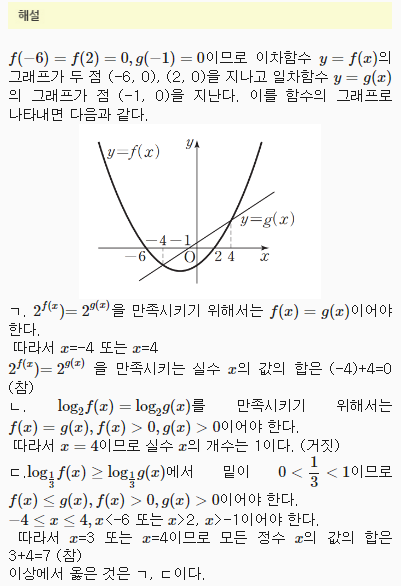 해설
f(−6) = f(2) = 0, g(−1) = 0이므로 이차함수 y = f(x)의
그래프가 두 점 (-6, 0), (2, 0)을 지나고 일차함수 y = g(x)
의 그래프가 점 (-1, 0)을 지난다. 이를 함수의 그래프로
나타내면 다음과 같다.
y=f(x)
y
y=g(x)
−4 −1
−6
O
2 4
x
ㄱ. 2^{f(x)}= 2^{g(x)}을 만족시키기 위해서는 f(x) = g(x)이어야
한다.
따라서 x=−4 또는 x=4
2^{f(x)}= 2^{g(x)} 을 만족시키는 실수 x의 값의 합은 (−4)+4=0
(참)
ㄴ. log₂f(x) = log₂g(x)를 만족시키기 위해서는
f(x) = g(x), f(x) > 0, g(x) > 0이어야 한다.
따라서 x = 4이므로 실수 x의 개수는 1이다. (거짓)
ㄷ.log_{1/3} f(x) ≥ log_{1/3} g(x)에서 밑이 0 < 1/3 < 1이므로
f(x) ≤ g(x), f(x) > 0, g(x) > 0이어야 한다.
−4 ≤ x ≤ 4, x<-6 또는 x>2, x>-1이어야 한다.
따라서 x=3 또는 x=4이므로 모든 정수 x의 값의 합은
3+4=7 (참)
이상에서 옳은 것은 ㄱ, ㄷ이다.